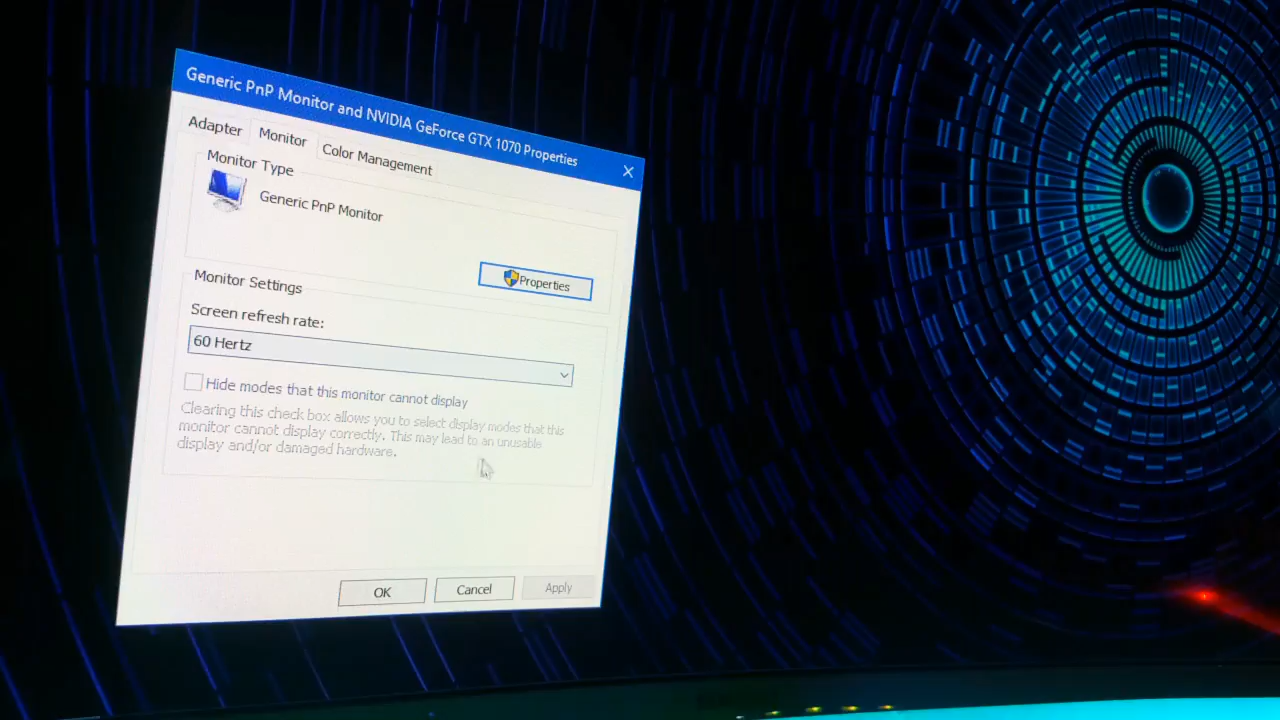 Generic PnP Monitor and NVIDIA GeForce GTX 1070 Properties
Adapter
Monitor
Color Management
Monitor Type
Generic PnP Monitor
Properties
Monitor Settings
Screen refresh rate:
60 Hertz
Hide modes that this monitor cannot display
Clearing this check box allows you to select display modes that this
monitor cannot display correctly. This may lead to an unusable
display and/or damaged hardware.
OK
Cancel
Apply